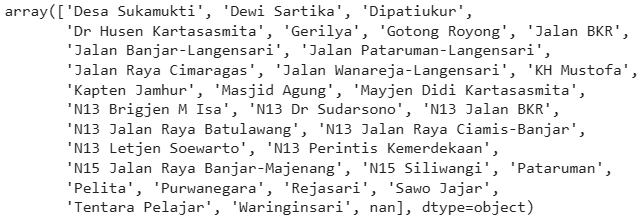 array(['Desa Sukamukti', 'Dewi Sartika', 'Dipatiukur',
'Dr Husen Kartasasmita', 'Gerilya', 'Gotong Royong', 'Jalan BKR',
'Jalan Banjar-Langensari', 'Jalan Pataruman-Langensari',
'Jalan Raya Cimaragas', 'Jalan Wanareja-Langensari', 'KH Mustofa',
'Kapten Jamhur', 'Masjid Agung', 'Mayjen Didi Kartasasmita',
'N13 Brigjen M Isa', 'N13 Dr Sudarsono', 'N13 Jalan BKR',
'N13 Jalan Raya Batulawang', 'N13 Jalan Raya Ciamis-Banjar',
'N13 Letjen Soewarto', 'N13 Perintis Kemerdekaan',
'N15 Jalan Raya Banjar-Majenang', 'N15 Siliwangi', 'Pataruman',
'Pelita', 'Purwanegara', 'Rejasari', 'Sawo Jajar',
'Tentara Pelajar', 'Waringinsari', nan], dtype=object)